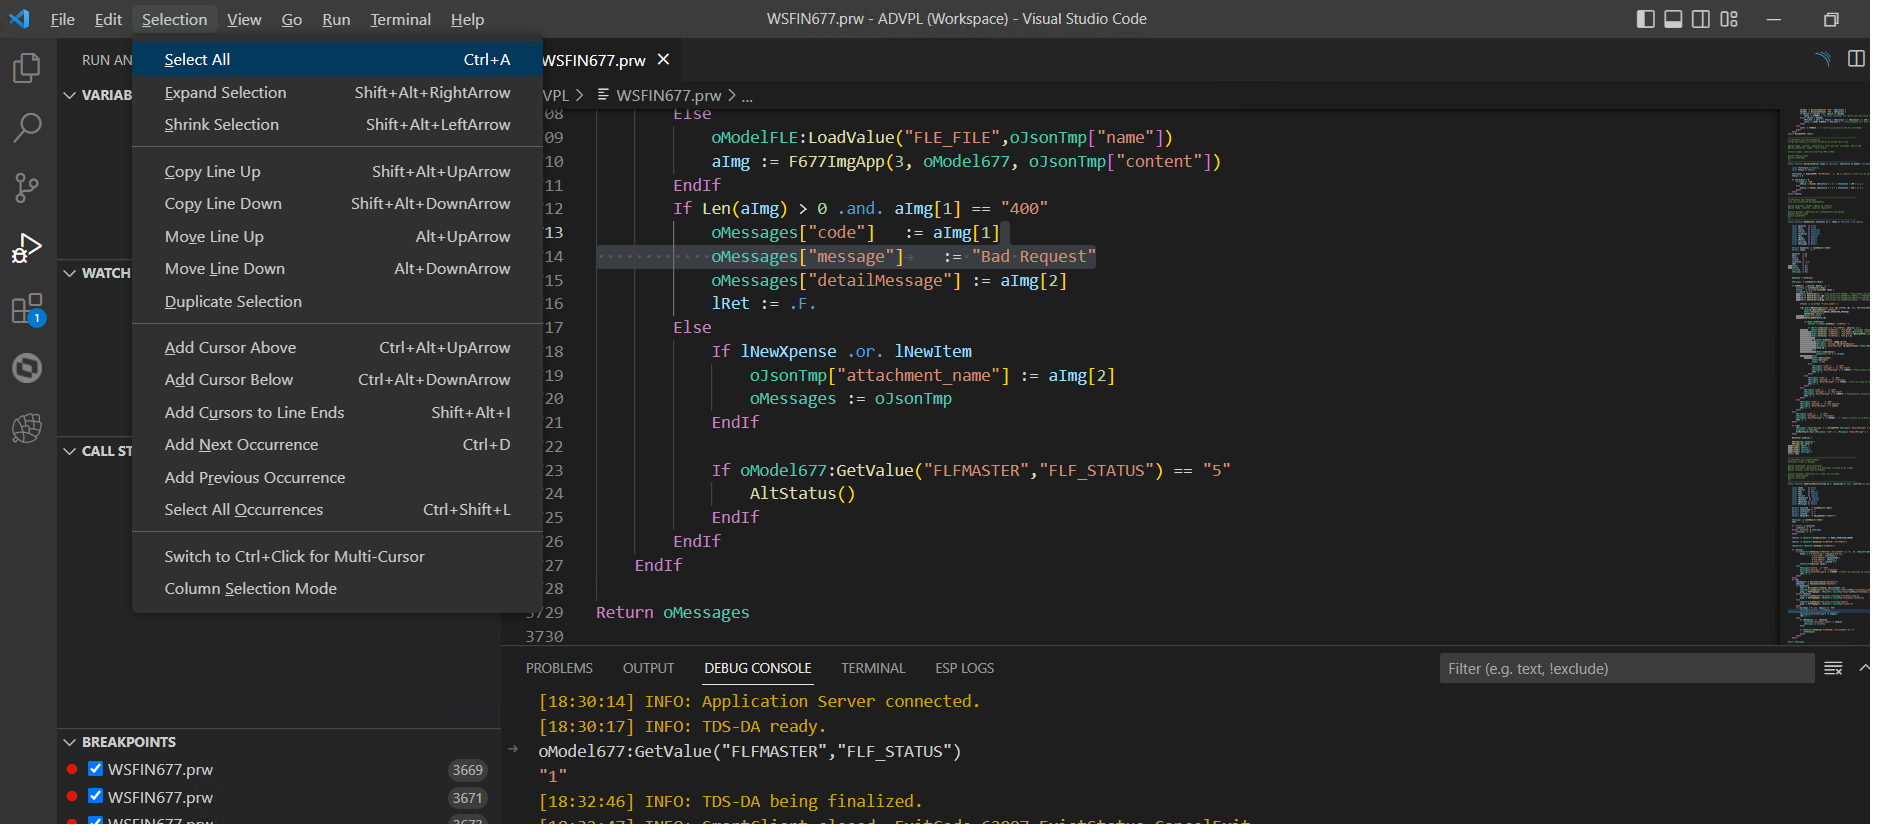 File Edit Selection View Go Run Terminal Help
WSFIN677.prw - ADVPL (Workspace) - Visual Studio Code
RUN AN
VARIAB
WATCH
CALL ST
1
Select All Ctrl+A
Expand Selection Shift+Alt+RightArrow
Shrink Selection Shift+Alt+LeftArrow
Copy Line Up Shift+Alt+UpArrow
Copy Line Down Shift+Alt+DownArrow
Move Line Up Alt+UpArrow
Move Line Down Alt+DownArrow
Duplicate Selection
Add Cursor Above Ctrl+Alt+UpArrow
Add Cursor Below Ctrl+Alt+DownArrow
Add Cursors to Line Ends Shift+Alt+I
Add Next Occurrence Ctrl+D
Add Previous Occurrence
Select All Occurrences Ctrl+Shift+L
Switch to Ctrl+Click for Multi-Cursor
Column Selection Mode
WSFIN677.prw
VPL > WSFIN677.prw > ...
08 Else
09 oModelFLE:LoadValue("FLE_FILE",oJsonTmp["name"])
10 aImg := F677ImgApp(3, oModel677, oJsonTmp["content"])
11 EndIf
12 If Len(aImg) > 0 .and. aImg[1] == "400"
13 oMessages["code"] := aImg[1]
14 oMessages["message"] := "Bad Request"
15 oMessages["detailMessage"] := aImg[2]
16 lRet := .F.
17 Else
18 If lNewXpense .or. lNewItem
19 oJsonTmp["attachment_name"] := aImg[2]
20 oMessages := oJsonTmp
21 EndIf
22
23 If oModel677:GetValue("FLFMASTER","FLF_STATUS") == "5"
24 AltStatus()
25 EndIf
26 EndIf
27 EndIf
28
3729 Return oMessages
3730
PROBLEMS OUTPUT DEBUG CONSOLE TERMINAL ESP LOGS
Filter (e.g. text, !exclude)
[18:30:14] INFO: Application Server connected.
[18:30:17] INFO: TDS-DA ready.
oModel677:GetValue("FLFMASTER","FLF_STATUS")
"1"
[18:32:46] INFO: TDS-DA being finalized.
BREAKPOINTS
WSFIN677.prw 3669
WSFIN677.prw 3671
WSFIN677.prw